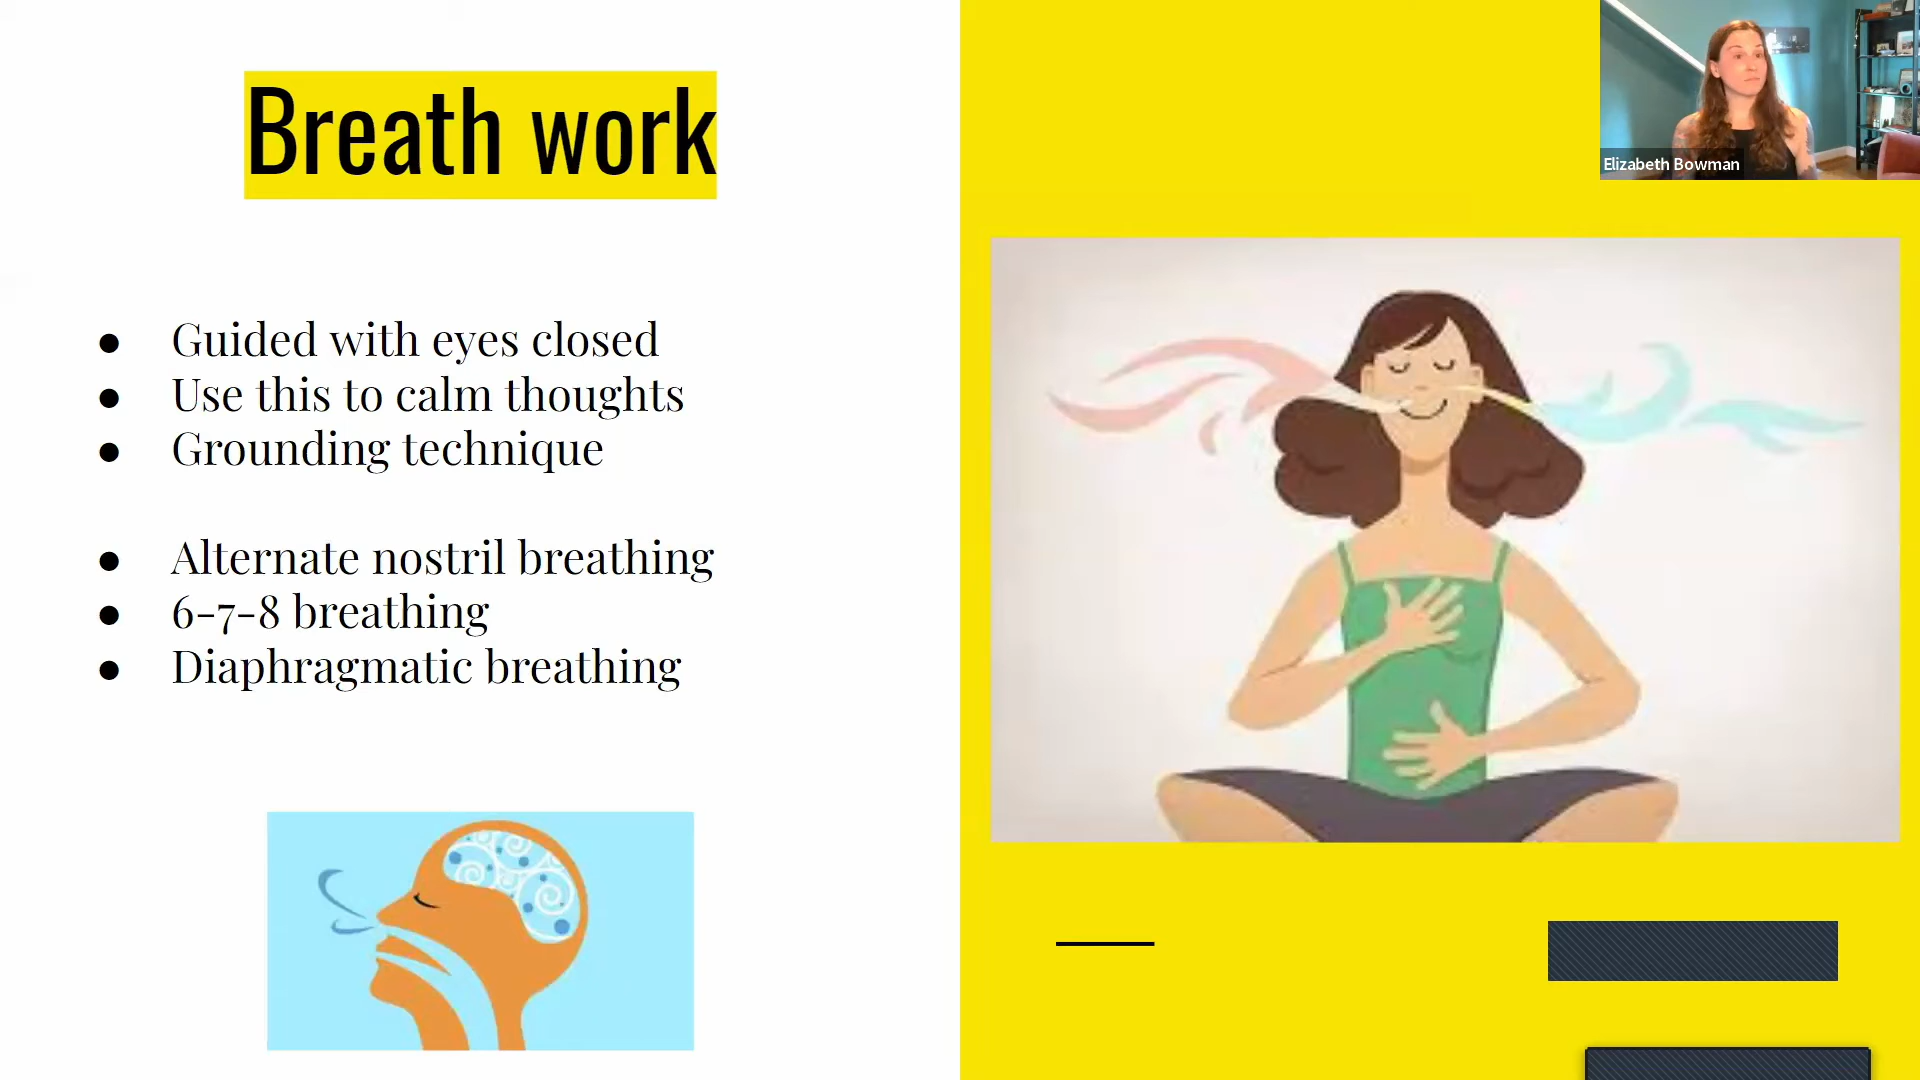 Breath work
Elizabeth Bowman
● Guided with eyes closed
● Use this to calm thoughts
● Grounding technique
● Alternate nostril breathing
● 6-7-8 breathing
● Diaphragmatic breathing